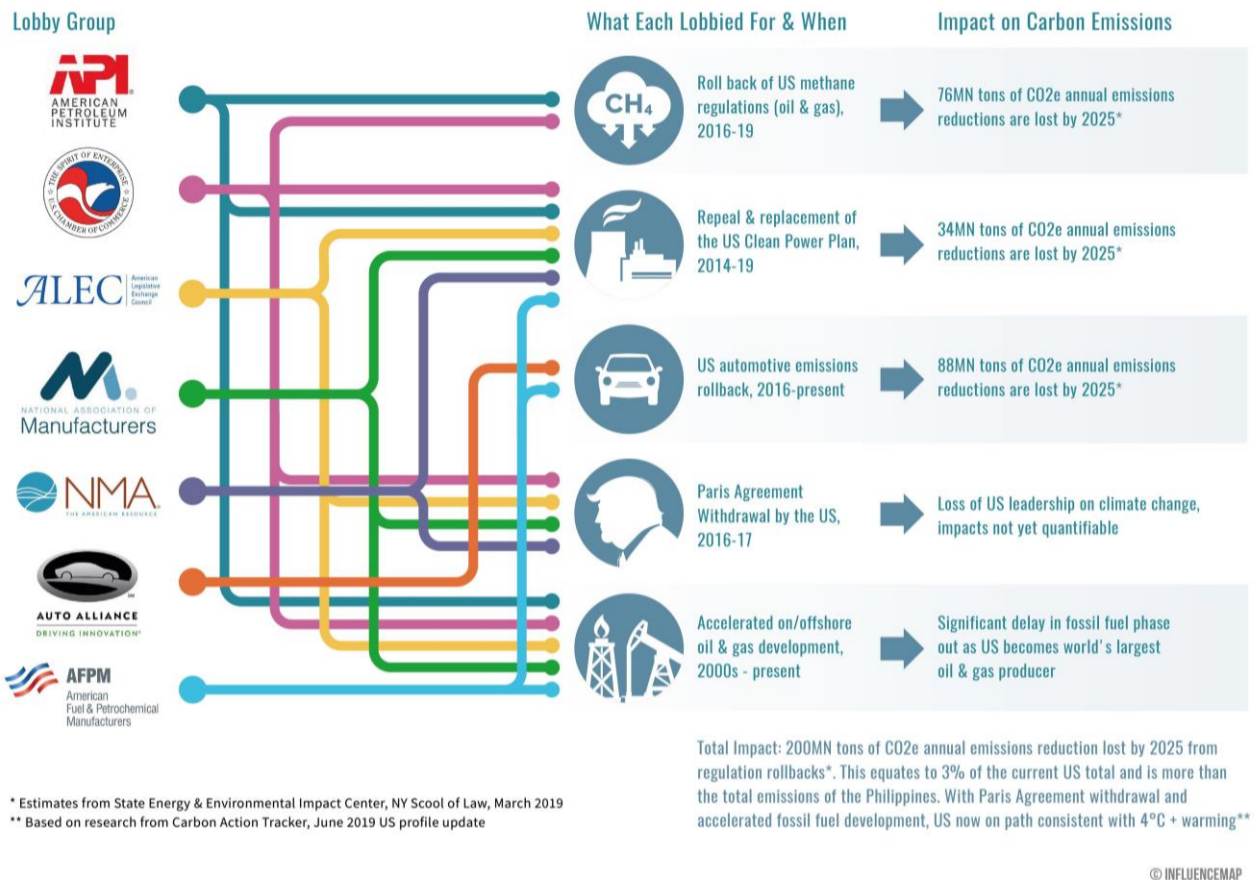 Lobby Group
What Each Lobbied For & When
Impact on Carbon Emissions
API
AMERICAN
PETROLEUM
INSTITUTE
THE SPIRIT OF ENTERPRISE
U.S. CHAMBER OF COMMERCE
ALEC
American
Legislative
Exchange
Council
NATIONAL ASSOCIATION OF
Manufacturers
NMA
THE AMERICAN RESOURCE
AUTO ALLIANCE
DRIVING INNOVATION®
AFPM
American
Fuel & Petrochemical
Manufacturers
CH4
Roll back of US methane
regulations (oil & gas),
2016-19
76MN tons of CO2e annual emissions
reductions are lost by 2025*
Repeal & replacement of
the US Clean Power Plan,
2014-19
34MN tons of CO2e annual emissions
reductions are lost by 2025*
US automotive emissions
rollback, 2016-present
88MN tons of CO2e annual emissions
reductions are lost by 2025*
Paris Agreement
Withdrawal by the US,
2016-17
Loss of US leadership on climate change,
impacts not yet quantifiable
Accelerated on/offshore
oil & gas development,
2000s - present
Significant delay in fossil fuel phase
out as US becomes world's largest
oil & gas producer
Total Impact: 200MN tons of CO2e annual emissions reduction lost by 2025 from
regulation rollbacks*. This equates to 3% of the current US total and is more than
the total emissions of the Philippines. With Paris Agreement withdrawal and
accelerated fossil fuel development, US now on path consistent with 4°C + warming**
* Estimates from State Energy & Environmental Impact Center, NY Scool of Law, March 2019
** Based on research from Carbon Action Tracker, June 2019 US profile update
© INFLUENCEMAP